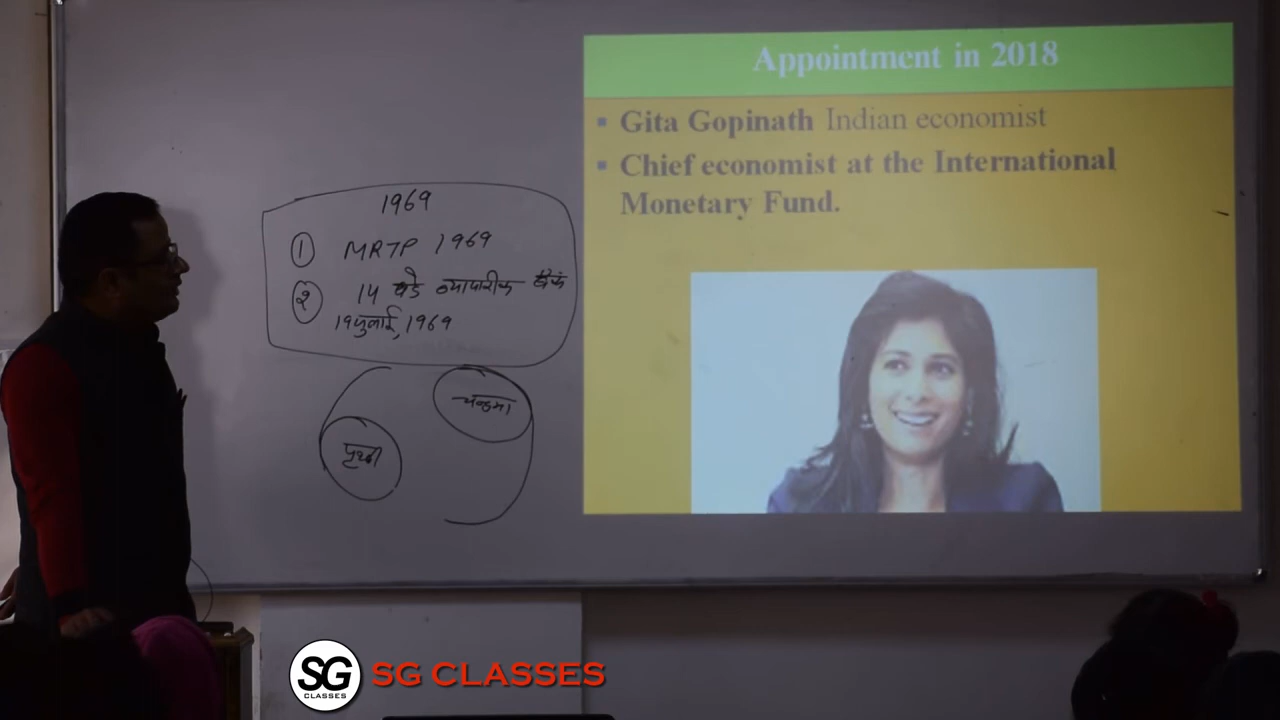 1969
① MRTP 1969
② 14 बडे व्यापारीक बैंक
19 जुलाई, 1969
चन्द्रमा
पृथ्वी
Appointment in 2018
▪ Gita Gopinath Indian economist
▪ Chief economist at the International
Monetary Fund.
SG
CLASSES
SG CLASSES